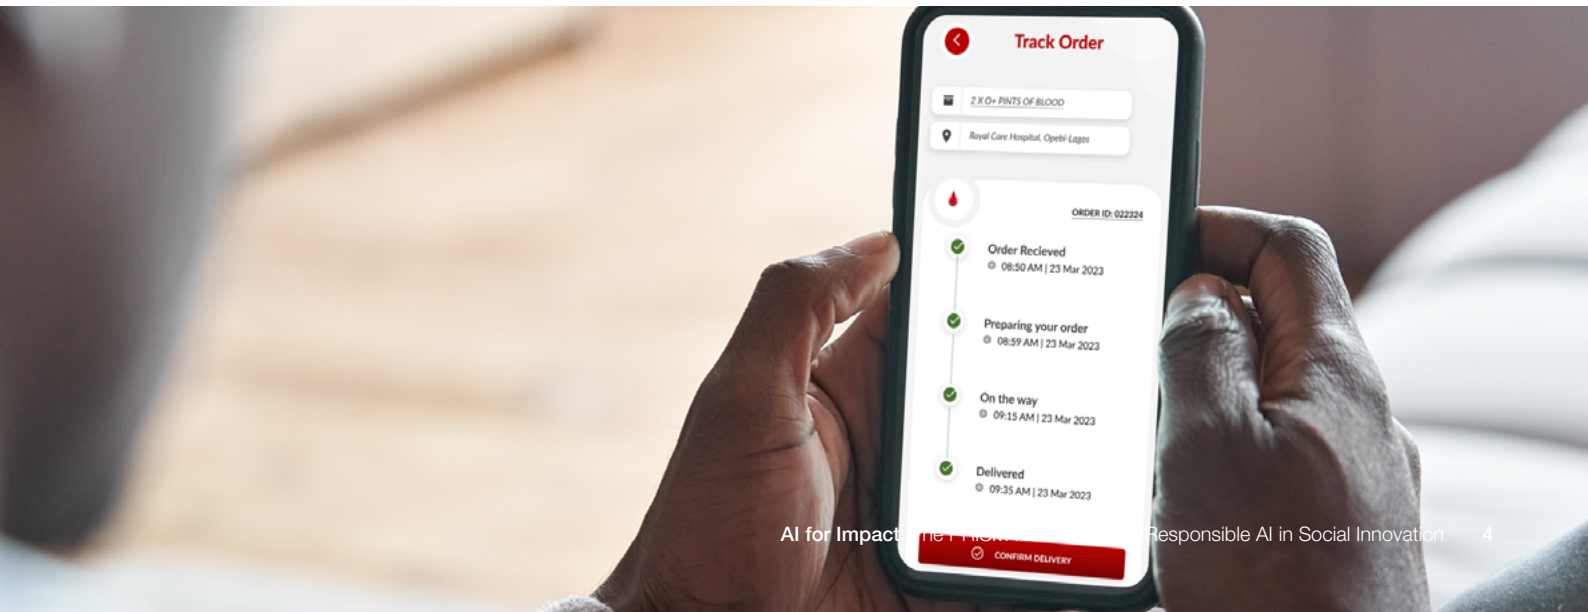 Track Order
2 X O+ PINTS OF BLOOD
Royal Care Hospital, Opebi-Lagos
ORDER ID: 022324
Order Recieved
08:50 AM | 23 Mar 2023
Preparing your order
08:59 AM | 23 Mar 2023
On the way
09:15 AM | 23 Mar 2023
Delivered
09:35 AM | 23 Mar 2023
AI for Impact: The PRISM Responsible AI in Social Innovation 4
CONFIRM DELIVERY